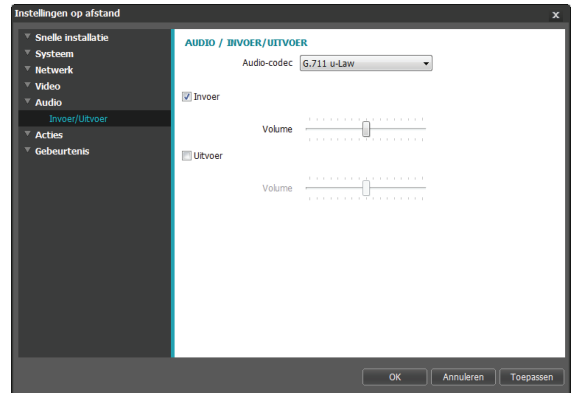 Instellingen op afstand x
Snelle installatie
Systeem
Netwerk
Video
Audio
Invoer/Uitvoer
Acties
Gebeurtenis
AUDIO / INVOER/UITVOER
Audio-codec G.711 u-Law
Invoer
Volume
Uitvoer
Volume
OK Annuleren Toepassen